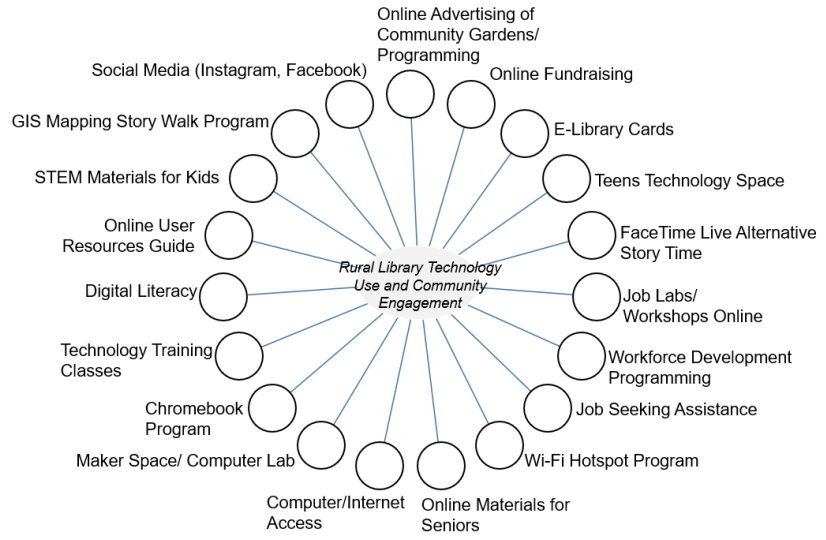 Online Advertising of
Community Gardens/
Programming
Social Media (Instagram, Facebook)
Online Fundraising
GIS Mapping Story Walk Program
E-Library Cards
STEM Materials for Kids
Teens Technology Space
Online User
Resources Guide
FaceTime Live Alternative
Story Time
Rural Library Technology
Use and Community
Engagement
Digital Literacy
Job Labs/
Workshops Online
Technology Training
Classes
Workforce Development
Programming
Chromebook
Program
Job Seeking Assistance
Maker Space/ Computer Lab
Wi-Fi Hotspot Program
Computer/Internet
Access
Online Materials for
Seniors